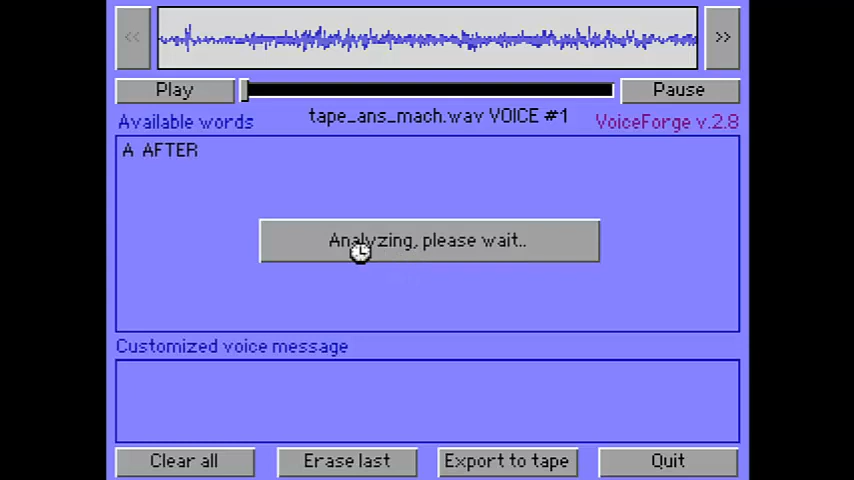 << >>
Play Pause
tape_ans_mach.wav VOICE #1
Available words VoiceForge v.2.8
A AFTER
Analyzing, please wait..
Customized voice message
Clear all Erase last Export to tape Quit